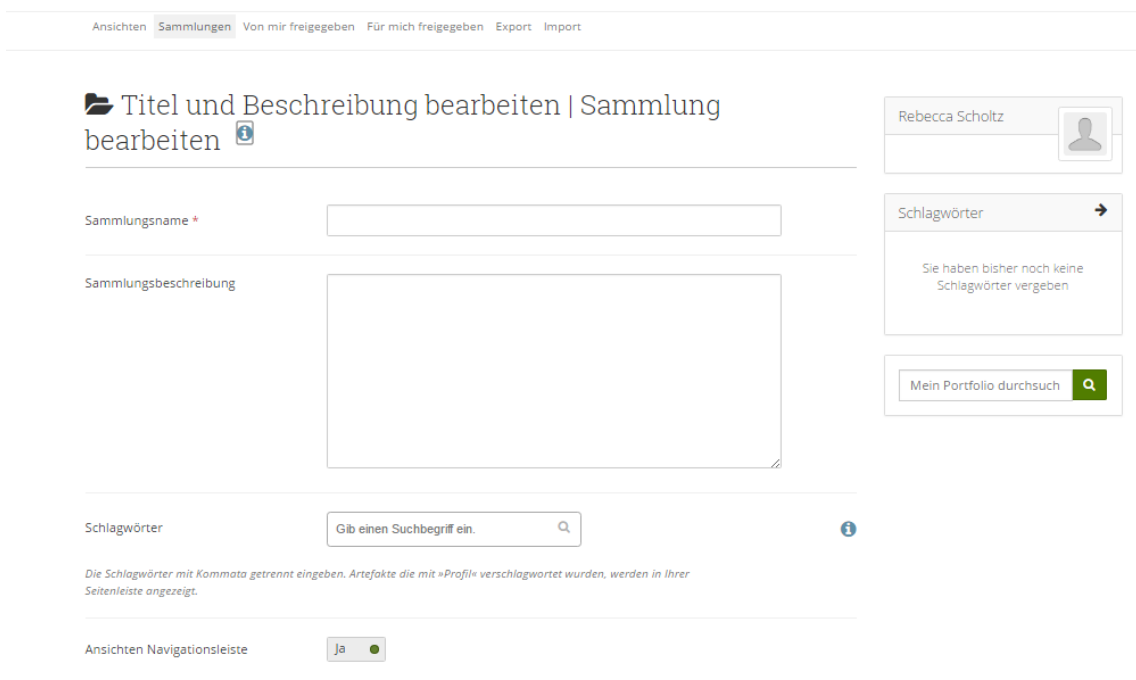 Ansichten Sammlungen Von mir freigegeben Für mich freigegeben Export Import
Titel und Beschreibung bearbeiten | Sammlung
bearbeiten
Sammlungsname *
Sammlungsbeschreibung
Schlagwörter
Gib einen Suchbegriff ein.
Die Schlagwörter mit Kommata getrennt eingeben. Artefakte die mit »Profil« verschlagwortet wurden, werden in Ihrer
Seitenleiste angezeigt.
Ansichten Navigationsleiste
Ja
Rebecca Scholtz
Schlagwörter
Sie haben bisher noch keine
Schlagwörter vergeben
Mein Portfolio durchsuch